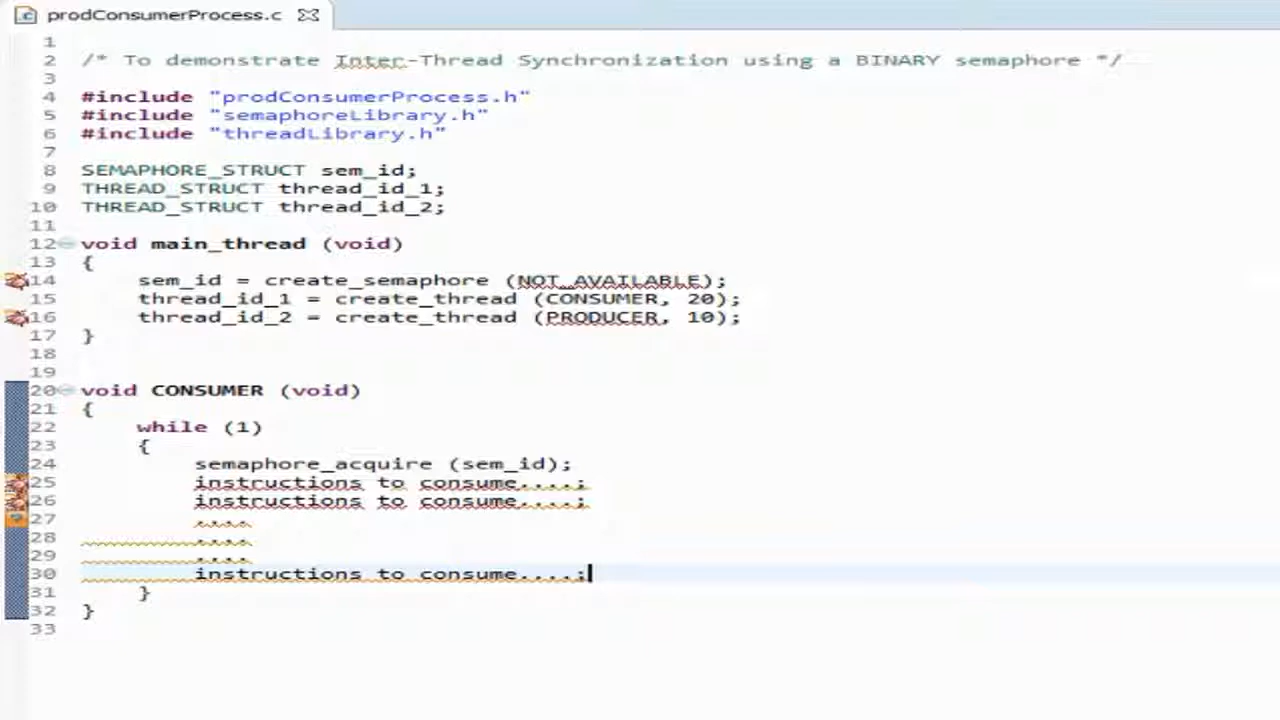 prodConsumerProcess.c
1
2 /* To demonstrate Inter-Thread Synchronization using a BINARY semaphore */
3
4 #include "prodConsumerProcess.h"
5 #include "semaphoreLibrary.h"
6 #include "threadLibrary.h"
7
8 SEMAPHORE_STRUCT sem_id;
9 THREAD_STRUCT thread_id_1;
10 THREAD_STRUCT thread_id_2;
11
12 void main_thread (void)
13 {
14 sem_id = create_semaphore (NOT_AVAILABLE);
15 thread_id_1 = create_thread (CONSUMER, 20);
16 thread_id_2 = create_thread (PRODUCER, 10);
17 }
18
19
20 void CONSUMER (void)
21 {
22 while (1)
23 {
24 semaphore_acquire (sem_id);
25 instructions to consume....;
26 instructions to consume....;
27 ....
28 ....
29 ....
30 instructions to consume....;
31 }
32 }
33